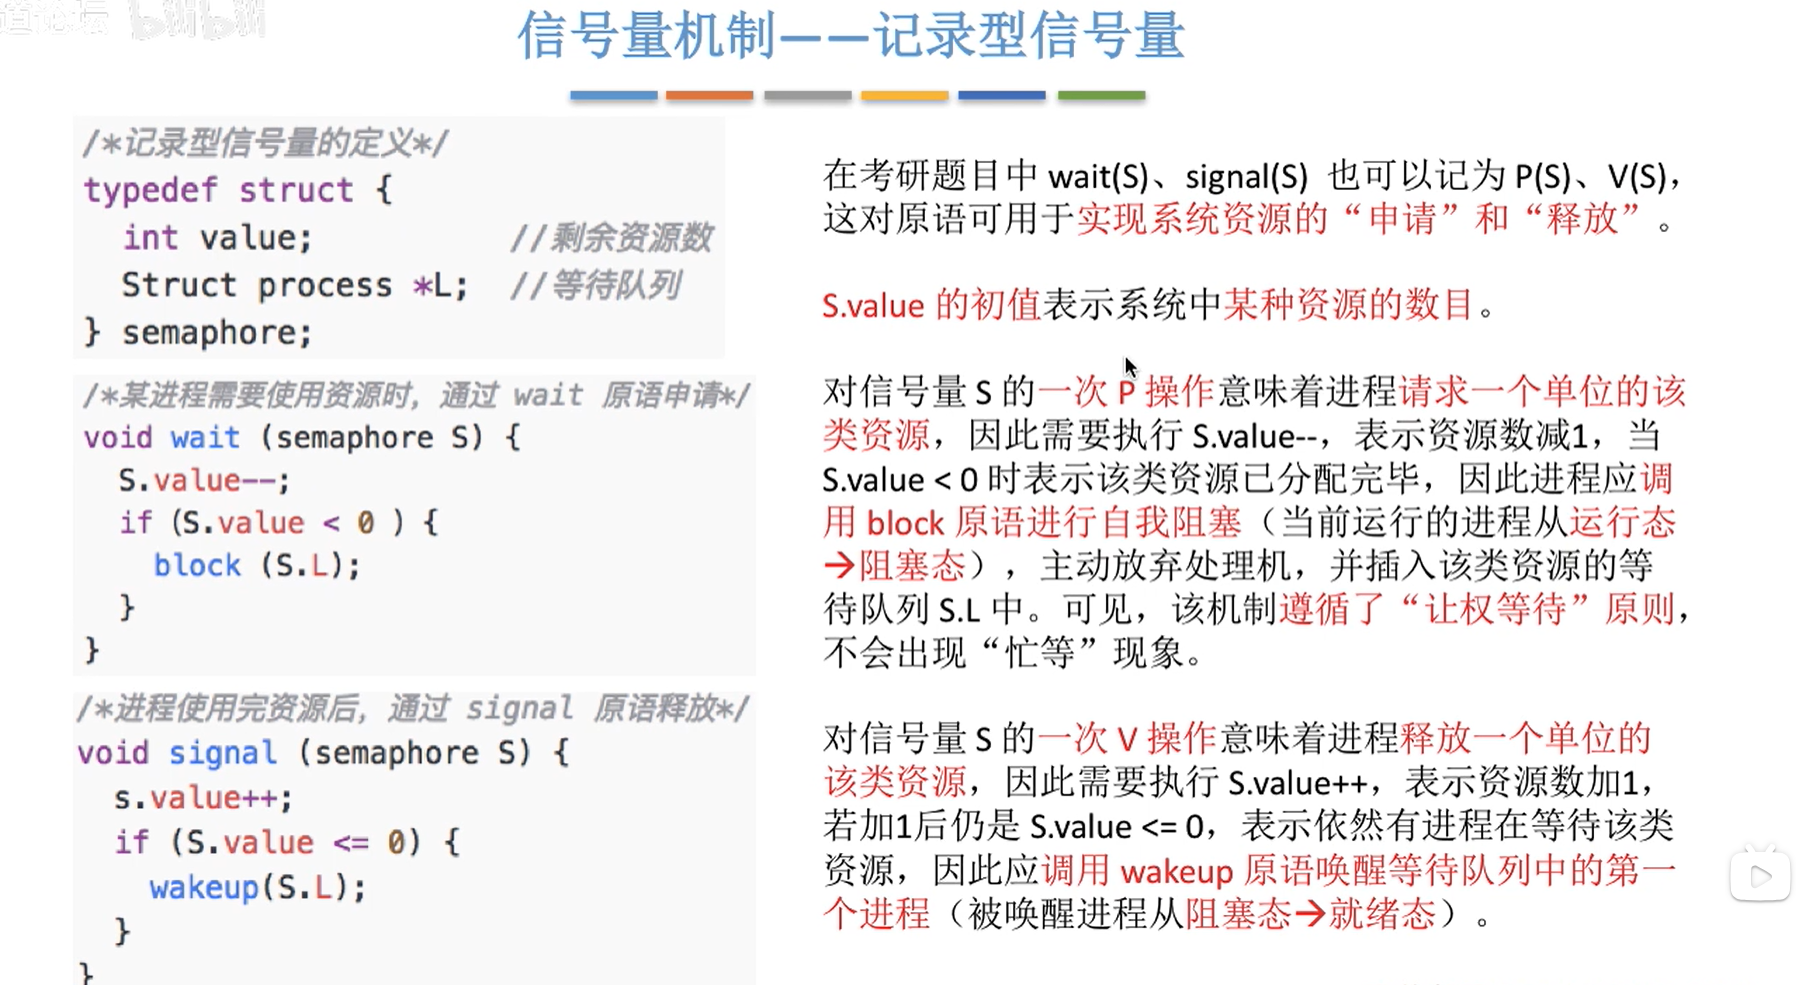 道论坛 bilibili
信号量机制——记录型信号量
/*记录型信号量的定义*/
typedef struct {
int value; //剩余资源数
Struct process *L; //等待队列
} semaphore;
/*某进程需要使用资源时，通过 wait 原语申请*/
void wait (semaphore S) {
S.value--;
if (S.value < 0 ) {
block (S.L);
}
}
/*进程使用完资源后，通过 signal 原语释放*/
void signal (semaphore S) {
s.value++;
if (S.value <= 0) {
wakeup(S.L);
}
}
在考研题目中 wait(S)、signal(S) 也可以记为 P(S)、V(S)，
这对原语可用于实现系统资源的“申请”和“释放”。
S.value 的初值表示系统中某种资源的数目。
对信号量 S 的一次 P 操作意味着进程请求一个单位的该
类资源，因此需要执行 S.value--，表示资源数减1，当
S.value < 0 时表示该类资源已分配完毕，因此进程应调
用 block 原语进行自我阻塞（当前运行的进程从运行态
→阻塞态），主动放弃处理机，并插入该类资源的等
待队列 S.L 中。可见，该机制遵循了“让权等待”原则，
不会出现“忙等”现象。
对信号量 S 的一次 V 操作意味着进程释放一个单位的
该类资源，因此需要执行 S.value++，表示资源数加1，
若加1后仍是 S.value <= 0，表示依然有进程在等待该类
资源，因此应调用 wakeup 原语唤醒等待队列中的第一
个进程（被唤醒进程从阻塞态→就绪态）。